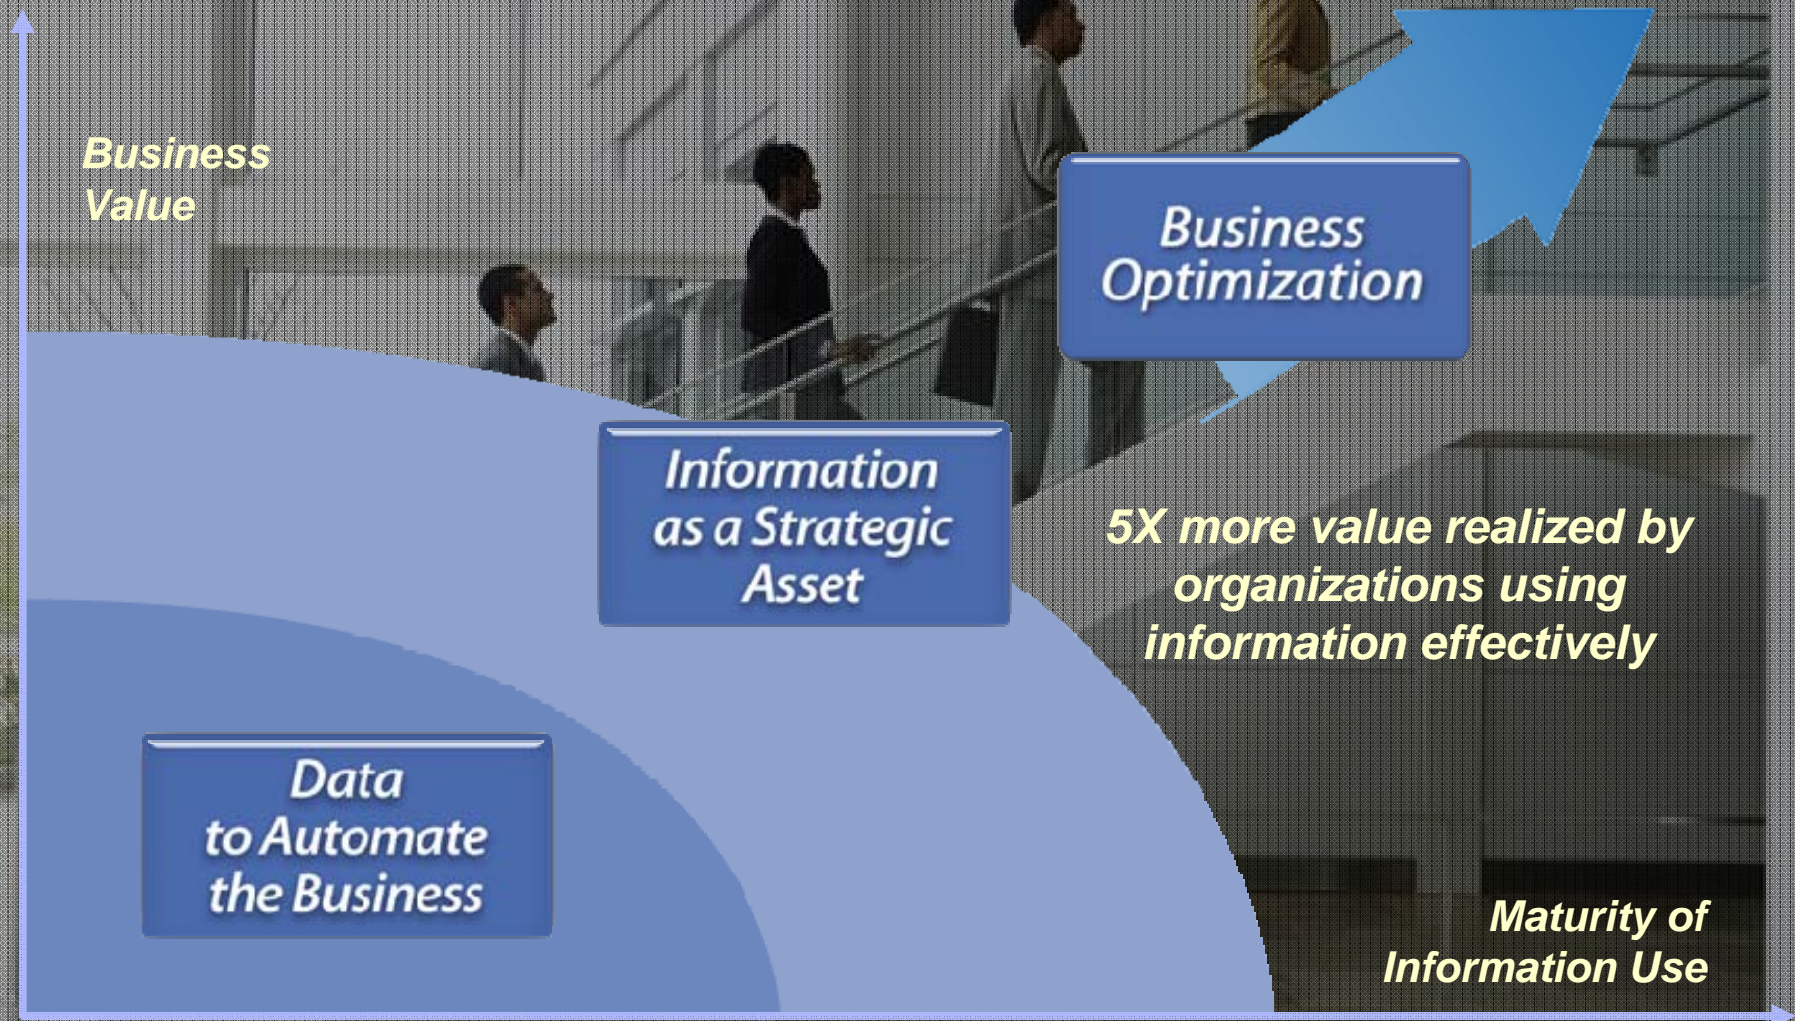 Business
Value
Business
Optimization
Information
as a Strategic
Asset
5X more value realized by
organizations using
information effectively
Data
to Automate
the Business
Maturity of
Information Use